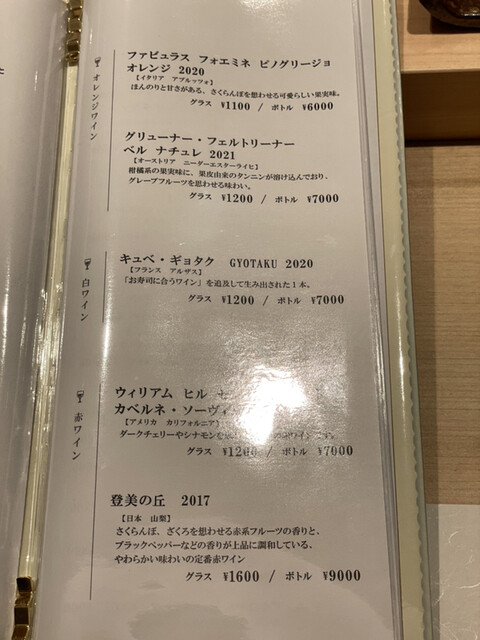 オレンジワイン
ファビュラス フォエミネ ピノグリージョ
オレンジ 2020
【イタリア アブルッツォ】
ほんのりと甘さがある、さくらんぼを思わせる可愛らしい果実味。
グラス ¥1100 / ボトル ¥6000
グリューナー・フェルトリーナー
ベル ナチュレ 2021
【オーストリア ニーダーエスターライヒ】
柑橘系の果実味に、果皮由来のタンニンが溶け込んでおり、
グレープフルーツを思わせる味わい。
グラス ¥1200 / ボトル ¥7000
白ワイン
キュベ・ギョタク GYOTAKU 2020
【フランス アルザス】
「お寿司に合うワイン」を追及して生み出された1本。
グラス ¥1200 / ボトル ¥7000
赤ワイン
ウィリアム ヒル
カベルネ・ソーヴィ
【アメリカ カリフォルニア】
ダークチェリーやシナモンを
グラス ¥1200 / ボトル ¥7000
登美の丘 2017
【日本 山梨】
さくらんぼ、ざくろを思わせる赤系フルーツの香りと、
ブラックペッパーなどの香りが上品に調和している、
やわらかい味わいの定番赤ワイン
グラス ¥1600 / ボトル ¥9000